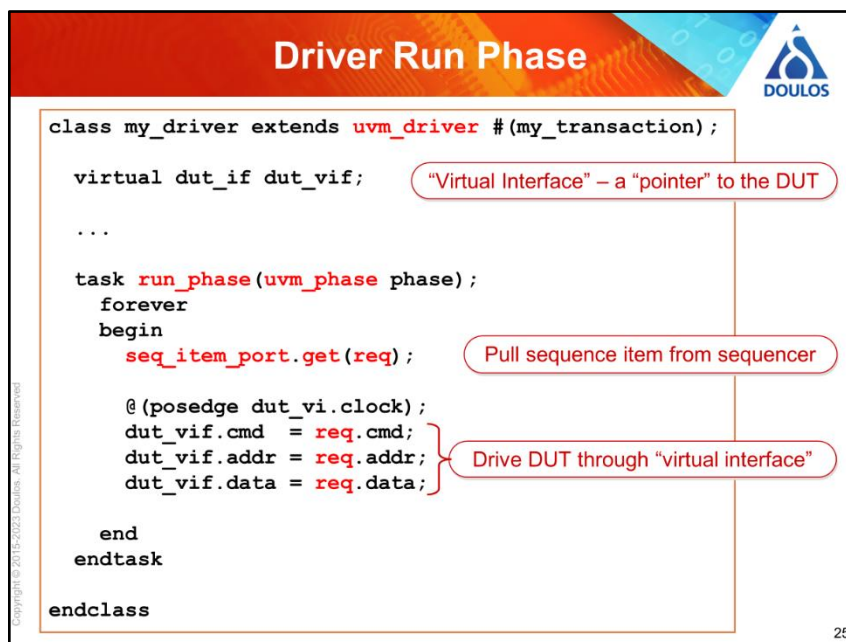 Driver Run Phase
DOULOS
class my_driver extends uvm_driver #(my_transaction);
virtual dut_if dut_vif;
“Virtual Interface” – a “pointer” to the DUT
...
task run_phase(uvm_phase phase);
forever
begin
seq_item_port.get(req);
Pull sequence item from sequencer
@(posedge dut_vi.clock);
dut_vif.cmd = req.cmd;
dut_vif.addr = req.addr;
Drive DUT through “virtual interface”
dut_vif.data = req.data;
end
endtask
endclass
Copyright © 2015-2023 Doulos. All Rights Reserved
25